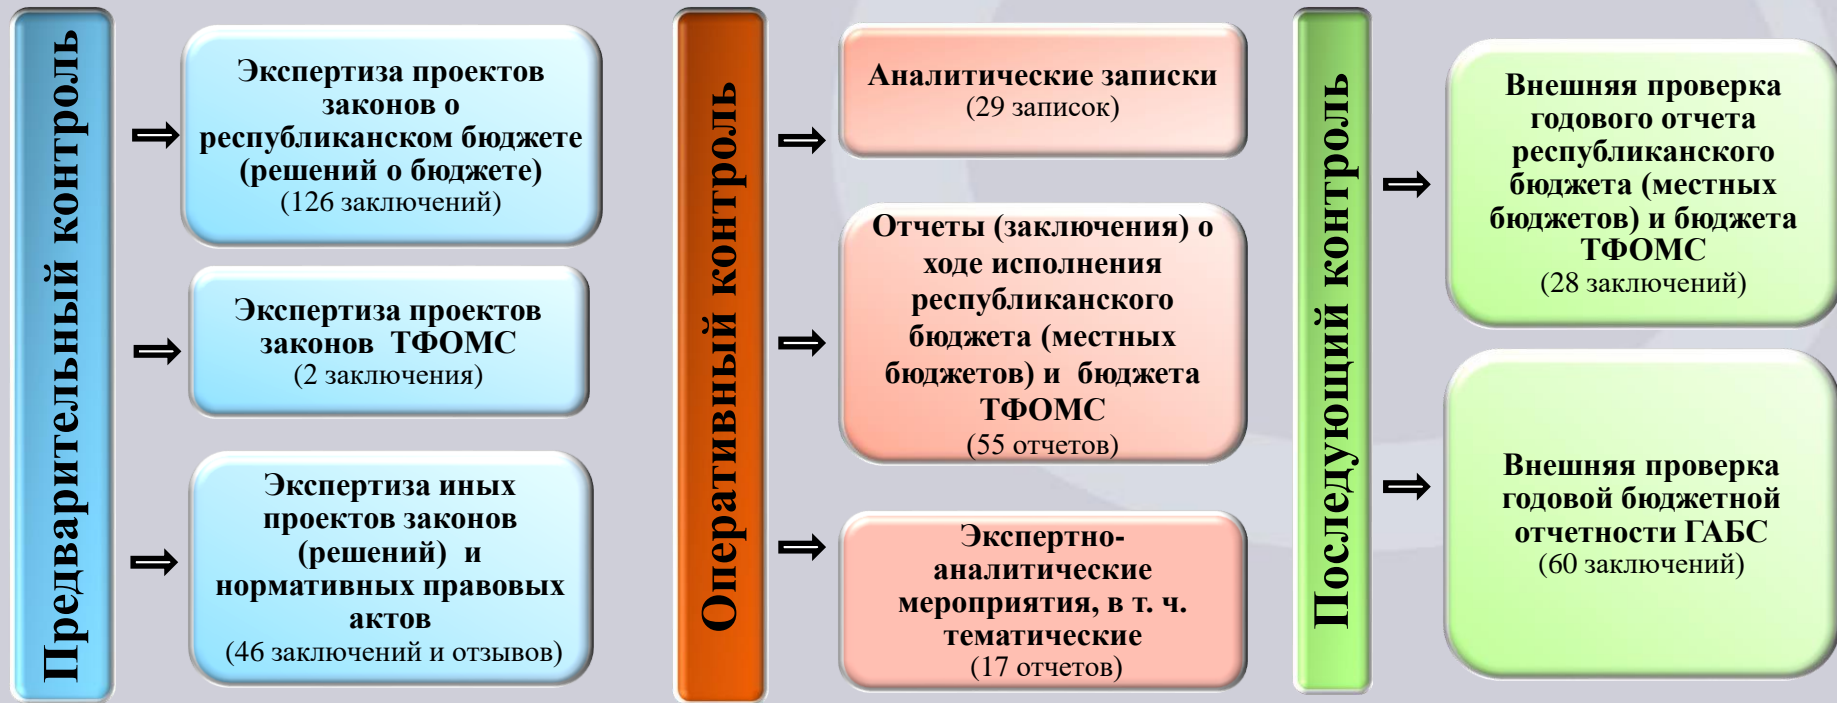 Предварительный контроль
Экспертиза проектов
законов о
республиканском бюджете
(решений о бюджете)
(126 заключений)
Экспертиза проектов
законов ТФОМС
(2 заключения)
Экспертиза иных
проектов законов
(решений) и
нормативных правовых
актов
(46 заключений и отзывов)
Оперативный контроль
Аналитические записки
(29 записок)
Отчеты (заключения) о
ходе исполнения
республиканского
бюджета (местных
бюджетов) и бюджета
ТФОМС
(55 отчетов)
Экспертно-
аналитические
мероприятия, в т. ч.
тематические
(17 отчетов)
Последующий контроль
Внешняя проверка
годового отчета
республиканского
бюджета (местных
бюджетов) и бюджета
ТФОМС
(28 заключений)
Внешняя проверка
годовой бюджетной
отчетности ГАБС
(60 заключений)